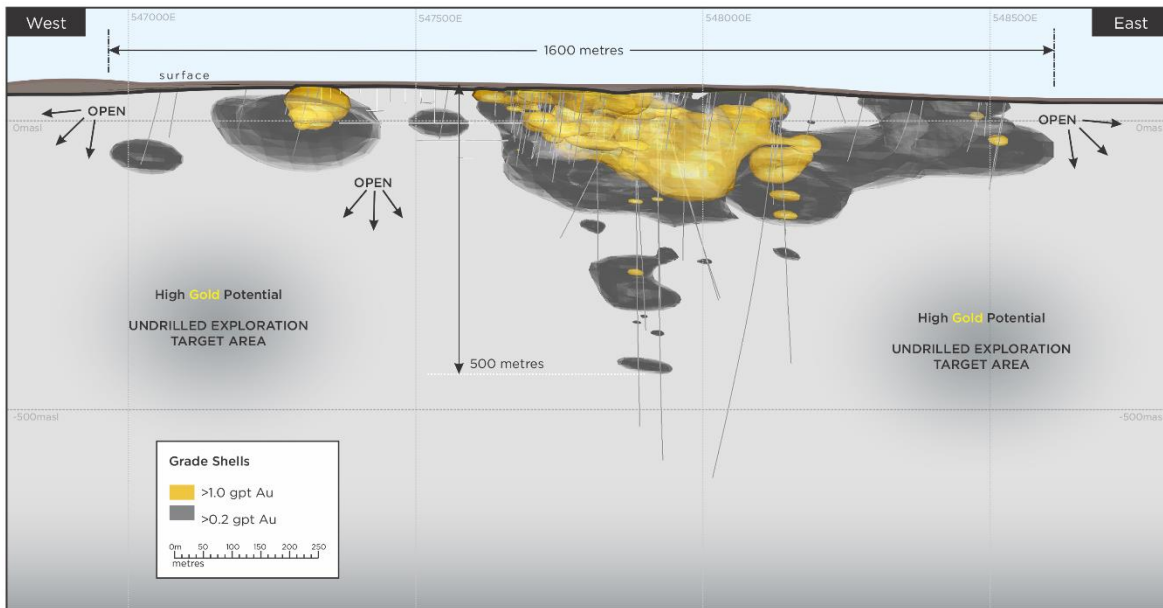 West
547000E
547500E
548000E
548500E
East
1600 metres
surface
OPEN
0masl
OPEN
0masl
OPEN
High Gold Potential
UNDRILLED EXPLORATION
TARGET AREA
High Gold Potential
UNDRILLED EXPLORATION
TARGET AREA
500 metres
-500masl
-500masl
Grade Shells
>1.0 gpt Au
>0.2 gpt Au
0m 50 100 150 200 250
metres